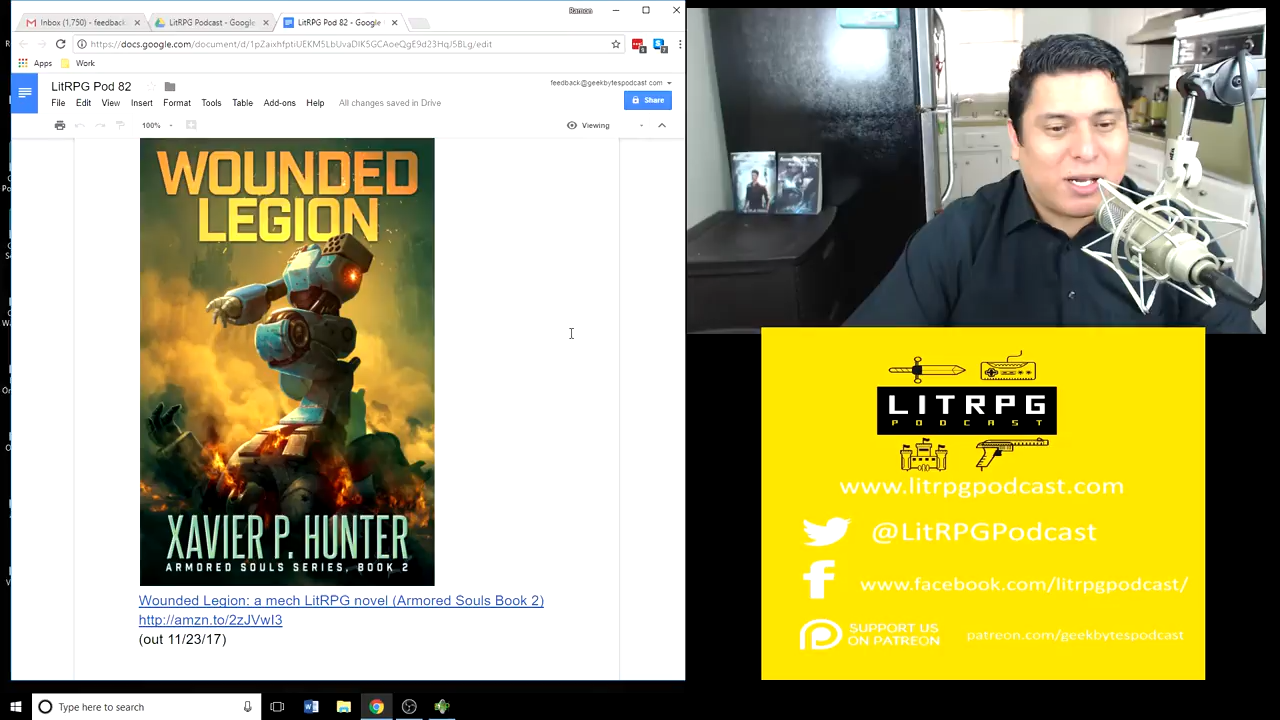 Ramon
Inbox (1,750) - feedback
LitRPG Podcast - Google
LitRPG Pod 82 - Google
https://docs.google.com/document/d/1pZaixhfptiUEKM5LbUvaDIK5GCAoeQgE9d23HqJ5BLg/edit
Apps
Work
LitRPG Pod 82
feedback@geekbytespodcast.com
File Edit View Insert Format Tools Table Add-ons Help All changes saved in Drive
Share
100%
Viewing
WOUNDED
LEGION
XAVIER P. HUNTER
ARMORED SOULS SERIES, BOOK 2
Wounded Legion: a mech LitRPG novel (Armored Souls Book 2)
http://amzn.to/2zJVwI3
(out 11/23/17)
LITRPG
PODCAST
www.litrpgpodcast.com
@LitRPGPodcast
www.facebook.com/litrpgpodcast/
SUPPORT US
ON PATREON
patreon.com/geekbytespodcast
Type here to search